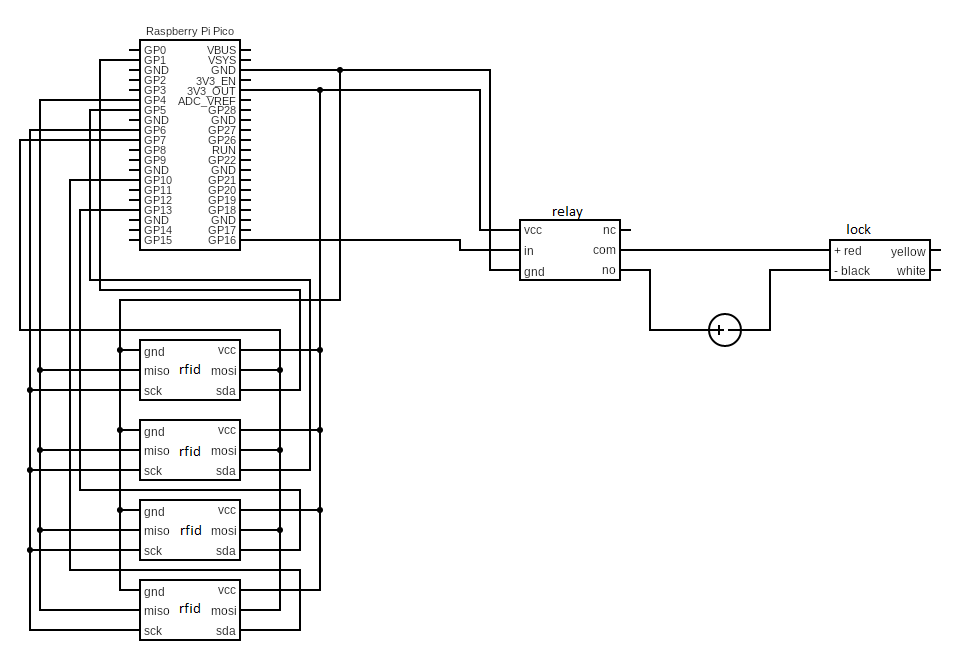 Raspberry Pi Pico
GP0 VBUS
GP1 VSYS
GND GND
GP2 3V3_EN
GP3 3V3_OUT
GP4 ADC_VREF
GP5 GP28
GND GND
GP6 GP27
GP7 GP26
GP8 RUN
GP9 GP22
GND GND
GP10 GP21
GP11 GP20
GP12 GP19
GP13 GP18
GND GND
GP14 GP17
GP15 GP16
relay
vcc nc
in com
gnd no
lock
+ red yellow
- black white
+ -
gnd vcc
miso rfid mosi
sck sda
gnd vcc
miso rfid mosi
sck sda
gnd vcc
miso rfid mosi
sck sda
gnd vcc
miso rfid mosi
sck sda